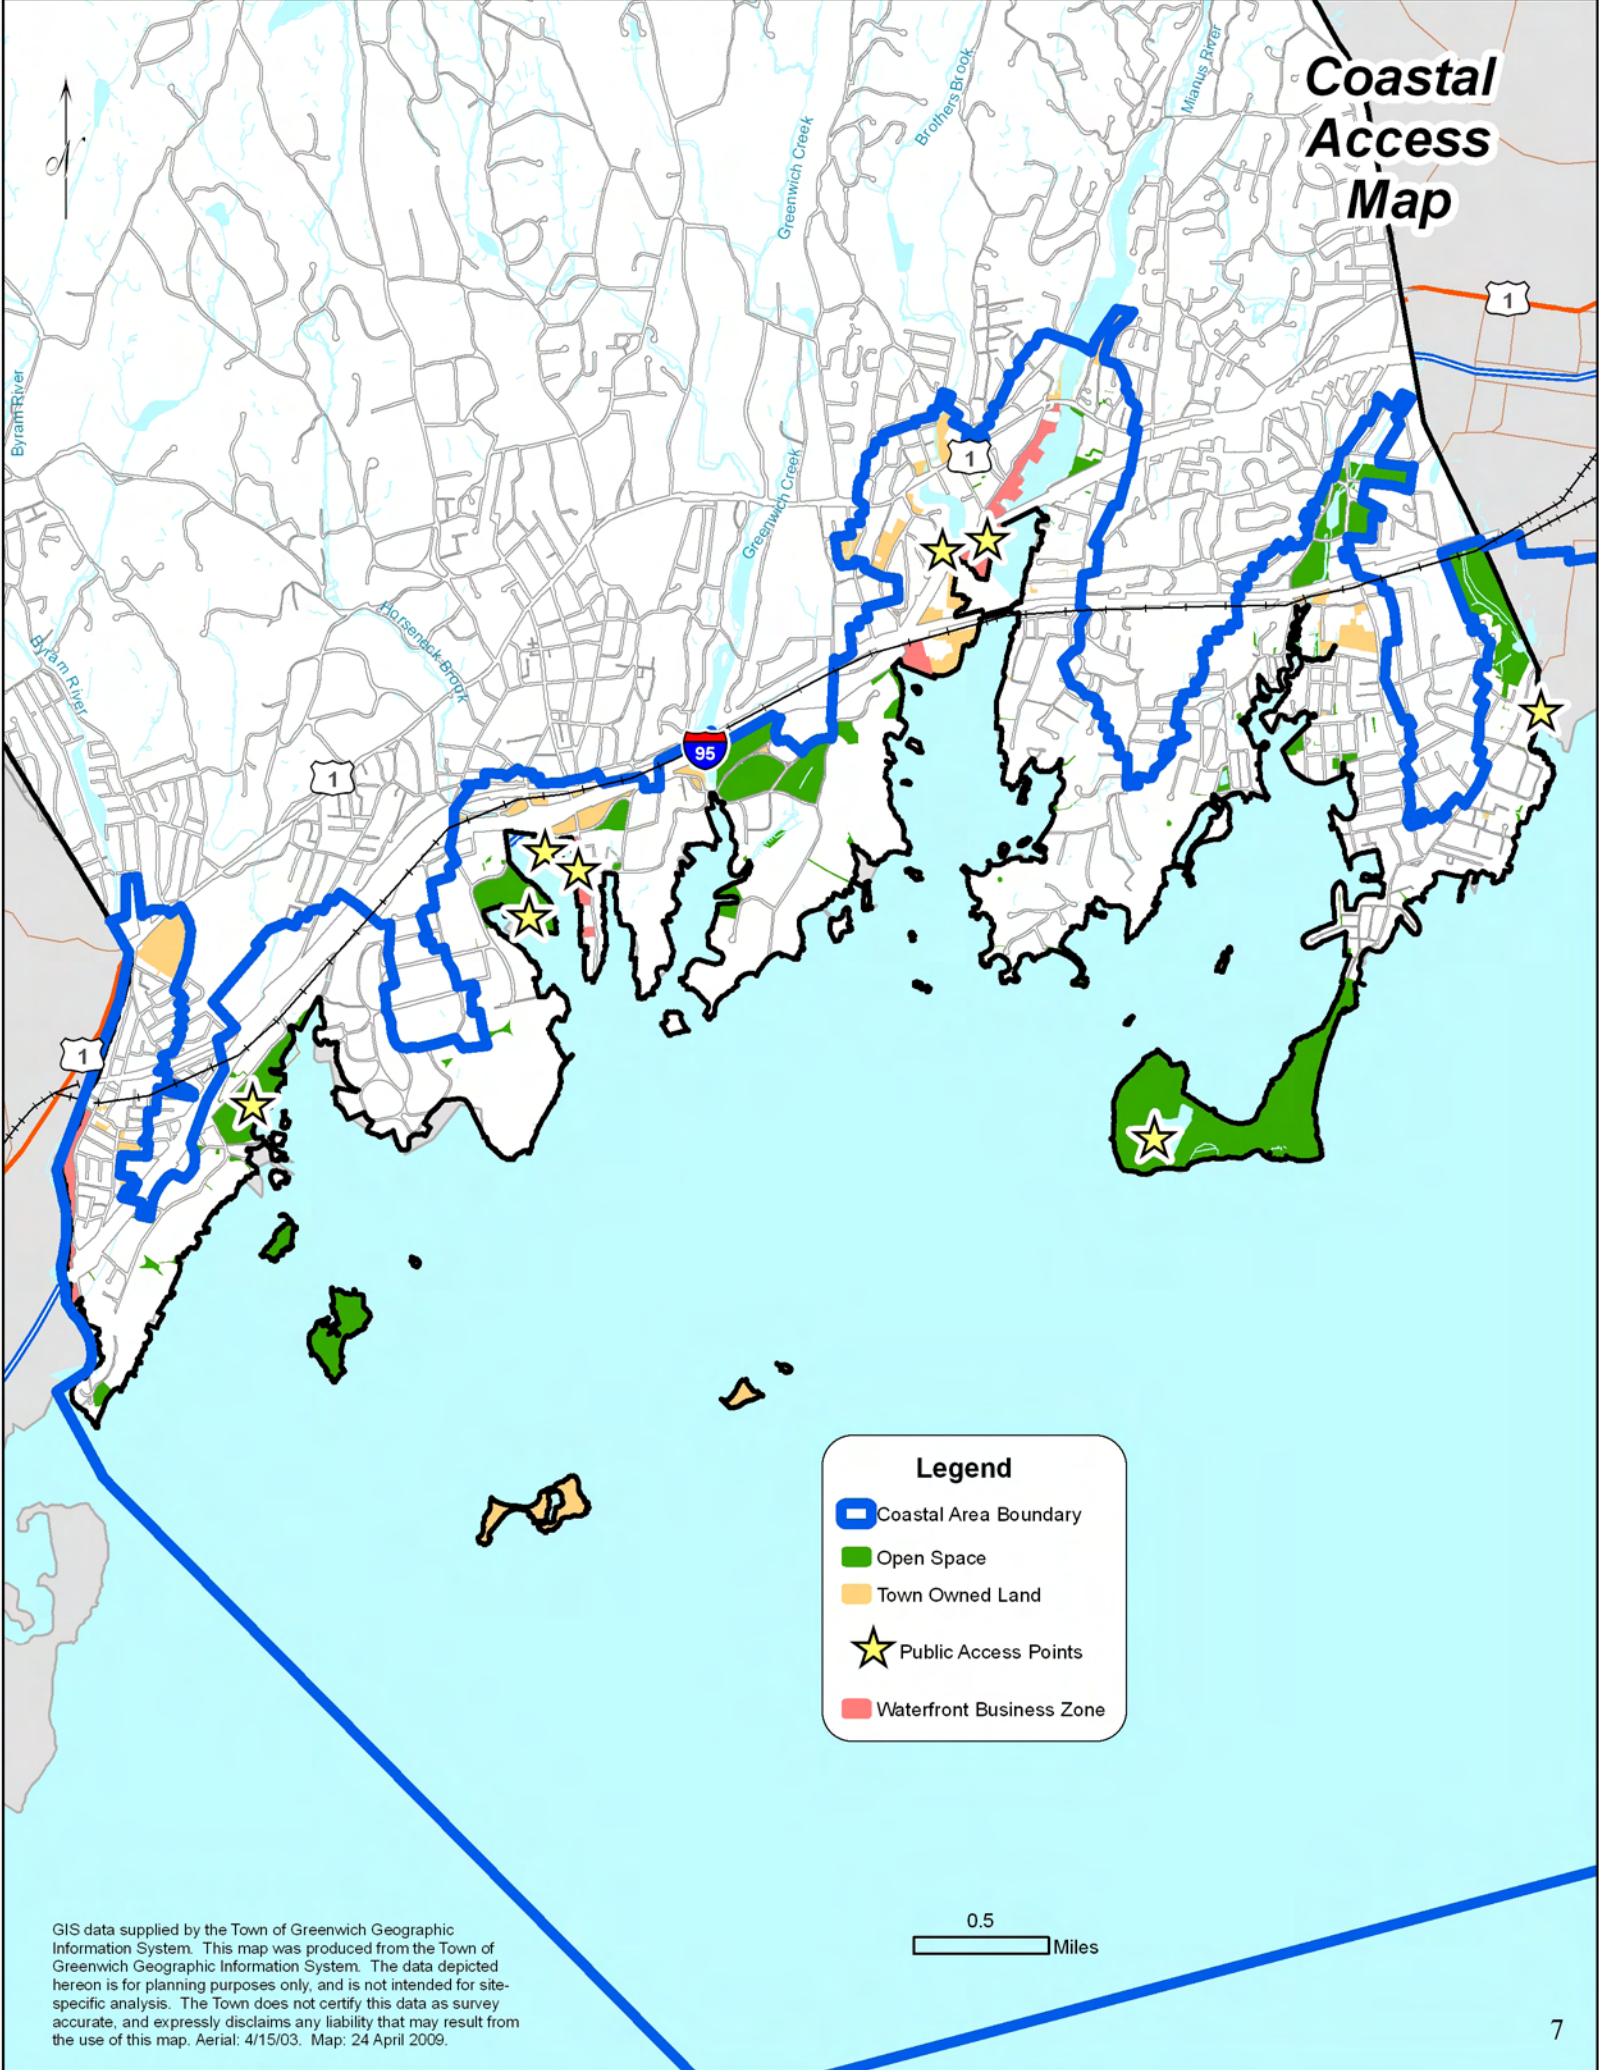 Coastal
Access
Map
Mianus River
Brothers Brook
Greenwich Creek
1
Byram River
1
Greenwich Creek
Horseneck Brook
Byram River
95
1
1
Legend
Coastal Area Boundary
Open Space
Town Owned Land
Public Access Points
Waterfront Business Zone
0.5
Miles
GIS data supplied by the Town of Greenwich Geographic
Information System. This map was produced from the Town of
Greenwich Geographic Information System. The data depicted
hereon is for planning purposes only, and is not intended for site-
specific analysis. The Town does not certify this data as survey
accurate, and expressly disclaims any liability that may result from
the use of this map. Aerial: 4/15/03. Map: 24 April 2009.
7
N